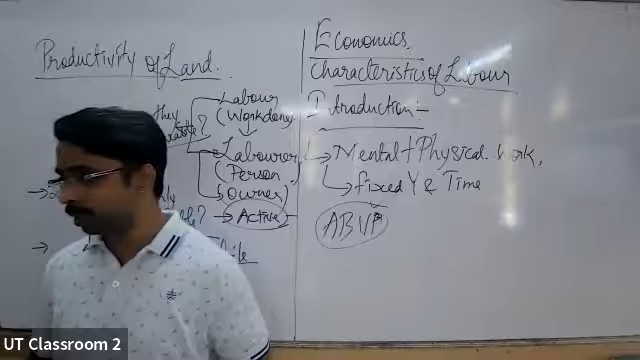 Productivity of Land.
Labour
they
(Workdone)
Labourer
(Person
Owner)
→ Active
Economics
Characteristics of Labour
Introduction :-
→ Mental + Physical work,
→ fixed Y & Time
ABVP
UT Classroom 2